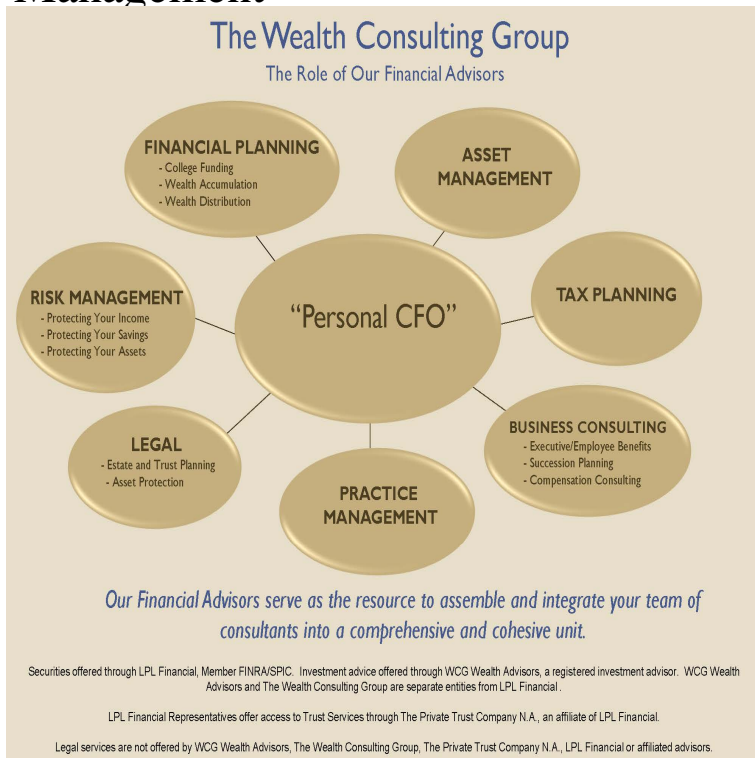 Management
The Wealth Consulting Group
The Role of Our Financial Advisors
FINANCIAL PLANNING
- College Funding
- Wealth Accumulation
- Wealth Distribution
ASSET
MANAGEMENT
RISK MANAGEMENT
- Protecting Your Income
- Protecting Your Savings
- Protecting Your Assets
"Personal CFO"
TAX PLANNING
LEGAL
- Estate and Trust Planning
- Asset Protection
BUSINESS CONSULTING
- Executive/Employee Benefits
- Succession Planning
- Compensation Consulting
PRACTICE
MANAGEMENT
Our Financial Advisors serve as the resource to assemble and integrate your team of
consultants into a comprehensive and cohesive unit.
Securities offered through LPL Financial, Member FINRA/SPIC. Investment advice offered through WCG Wealth Advisors, a registered investment advisor. WCG Wealth
Advisors and The Wealth Consulting Group are separate entities from LPL Financial .
LPL Financial Representatives offer access to Trust Services through The Private Trust Company N.A., an affiliate of LPL Financial.
Legal services are not offered by WCG Wealth Advisors, The Wealth Consulting Group, The Private Trust Company N.A., LPL Financial or affiliated advisors.